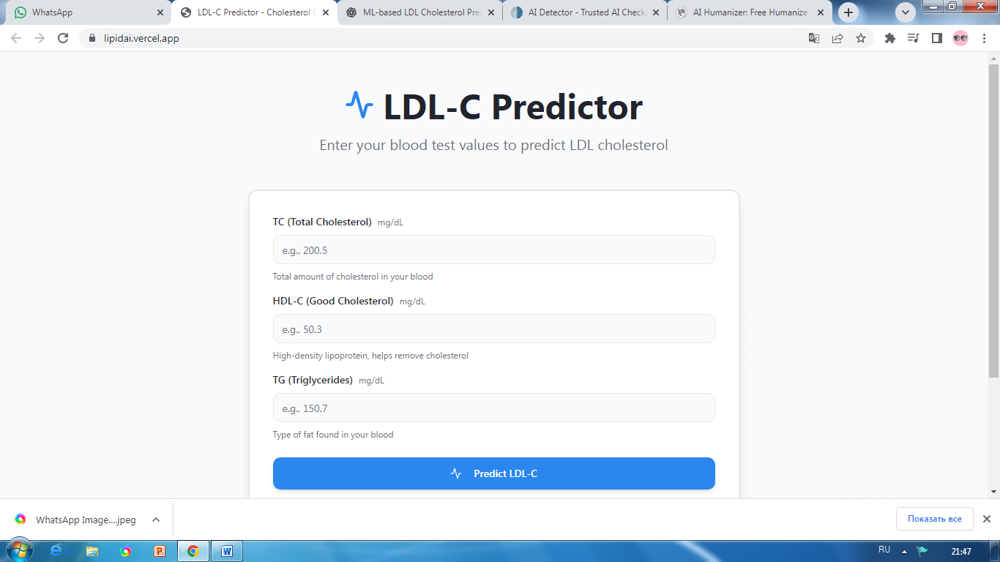 WhatsApp
LDL-C Predictor - Cholesterol C
ML-based LDL Cholesterol Pre
AI Detector - Trusted AI Check
AI Humanizer: Free Humanize
lipidai.vercel.app
LDL-C Predictor
Enter your blood test values to predict LDL cholesterol
TC (Total Cholesterol) mg/dL
e.g., 200.5
Total amount of cholesterol in your blood
HDL-C (Good Cholesterol) mg/dL
e.g., 50.3
High-density lipoprotein, helps remove cholesterol
TG (Triglycerides) mg/dL
e.g., 150.7
Type of fat found in your blood
Predict LDL-C
WhatsApp Image....jpeg
Показать все
RU
21:47